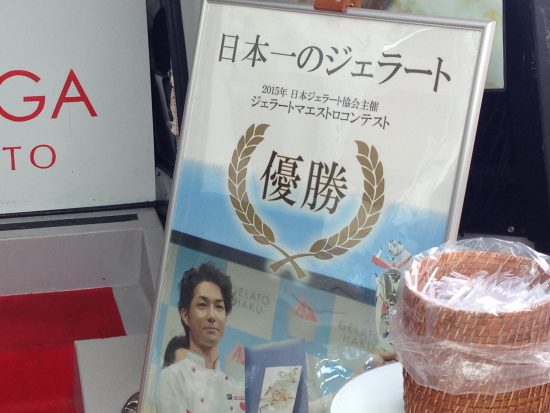 GA
TO
日本一のジェラート
2015年 日本ジェラート協会主催
ジェラートマエストロコンテスト
優勝
GELATO
HAKU
GELATO
HAKU